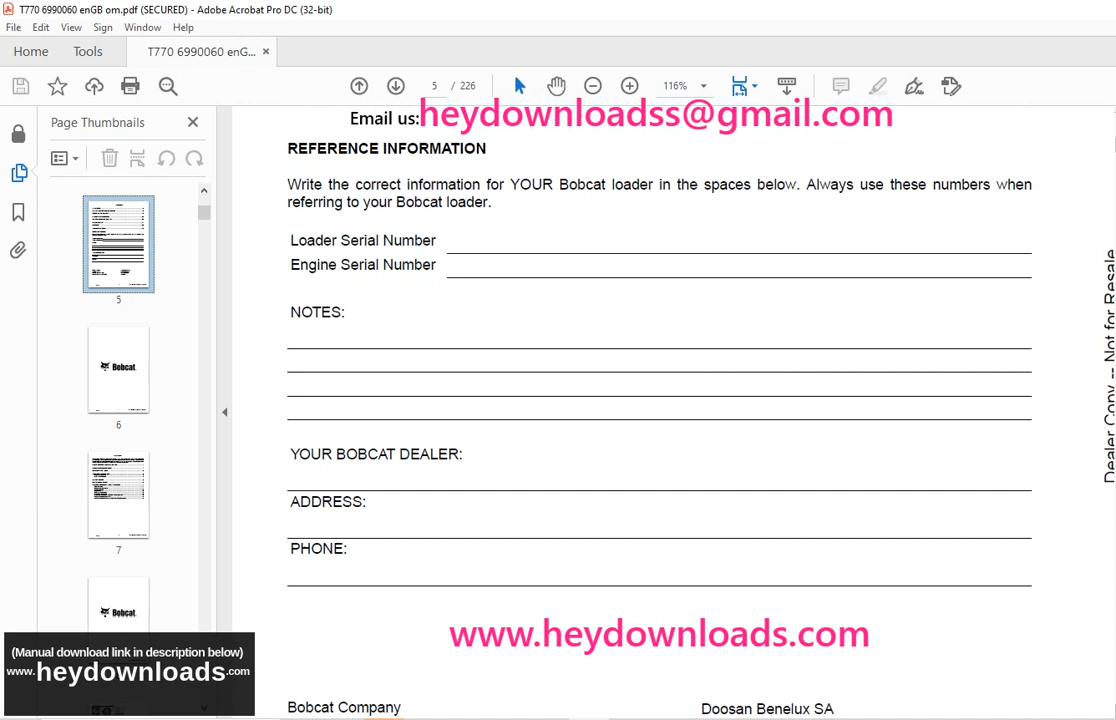 T770 6990060 enGB om.pdf (SECURED) - Adobe Acrobat Pro DC (32-bit)
File Edit View Sign Window Help
Home Tools T770 6990060 enG... ×
5 / 226 116%
Page Thumbnails
5
Bobcat
6
7
Bobcat
Email us:heydownloadss@gmail.com
REFERENCE INFORMATION
Write the correct information for YOUR Bobcat loader in the spaces below. Always use these numbers when
referring to your Bobcat loader.
Loader Serial Number
Engine Serial Number
NOTES:
YOUR BOBCAT DEALER:
ADDRESS:
PHONE:
www.heydownloads.com
Bobcat Company Doosan Benelux SA
Dealer Copy -- Not for Resale
(Manual download link in description below)
www.heydownloads.com